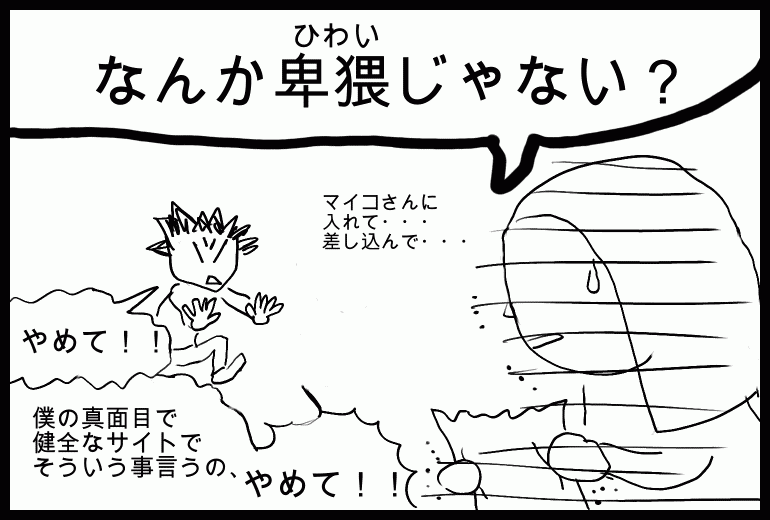 ひわい
なんか卑猥じゃない？
マイコさんに
入れて・・・
差し込んで・・・
やめて！！
僕の真面目で
健全なサイトで
そういう事言うの、
やめて！！